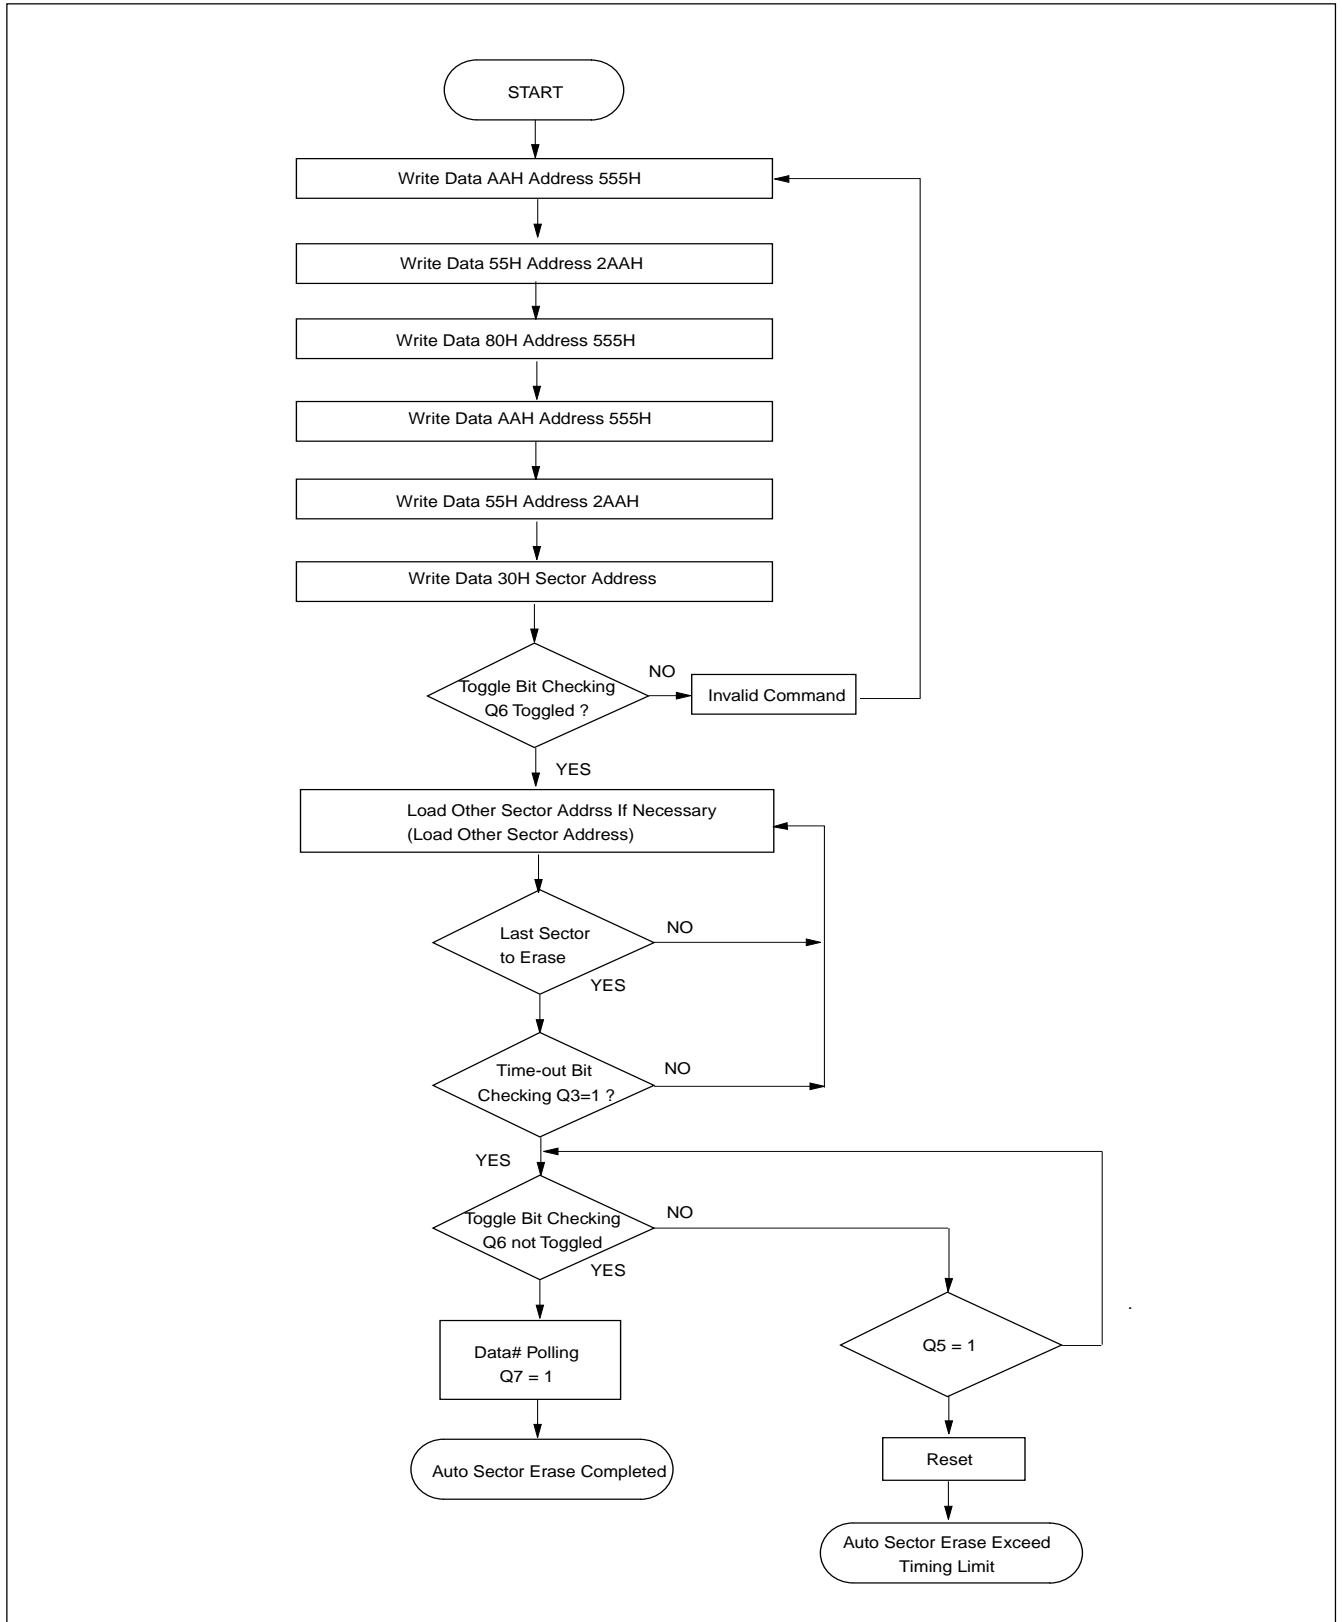 START
Write Data AAH Address 555H
Write Data 55H Address 2AAH
Write Data 80H Address 555H
Write Data AAH Address 555H
Write Data 55H Address 2AAH
Write Data 30H Sector Address
Toggle Bit Checking
Q6 Toggled ?
NO
Invalid Command
YES
Load Other Sector Addrss If Necessary
(Load Other Sector Address)
Last Sector
to Erase
NO
YES
Time-out Bit
Checking Q3=1 ?
NO
YES
Toggle Bit Checking
Q6 not Toggled
NO
YES
Q5 = 1
Data# Polling
Q7 = 1
Reset
Auto Sector Erase Completed
Auto Sector Erase Exceed
Timing Limit